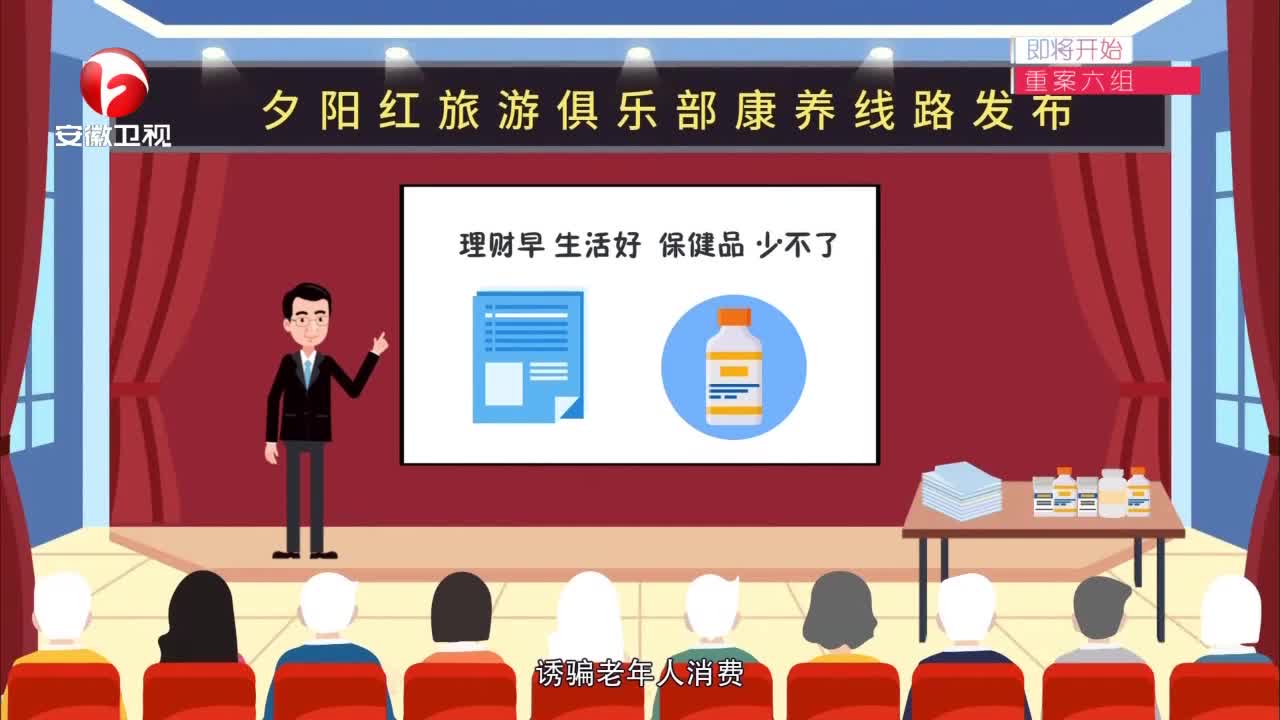 即将开始
重案六组
安徽卫视
夕阳红旅游俱乐部康养线路发布
理财早 生活好 保健品 少不了
诱骗老年人消费